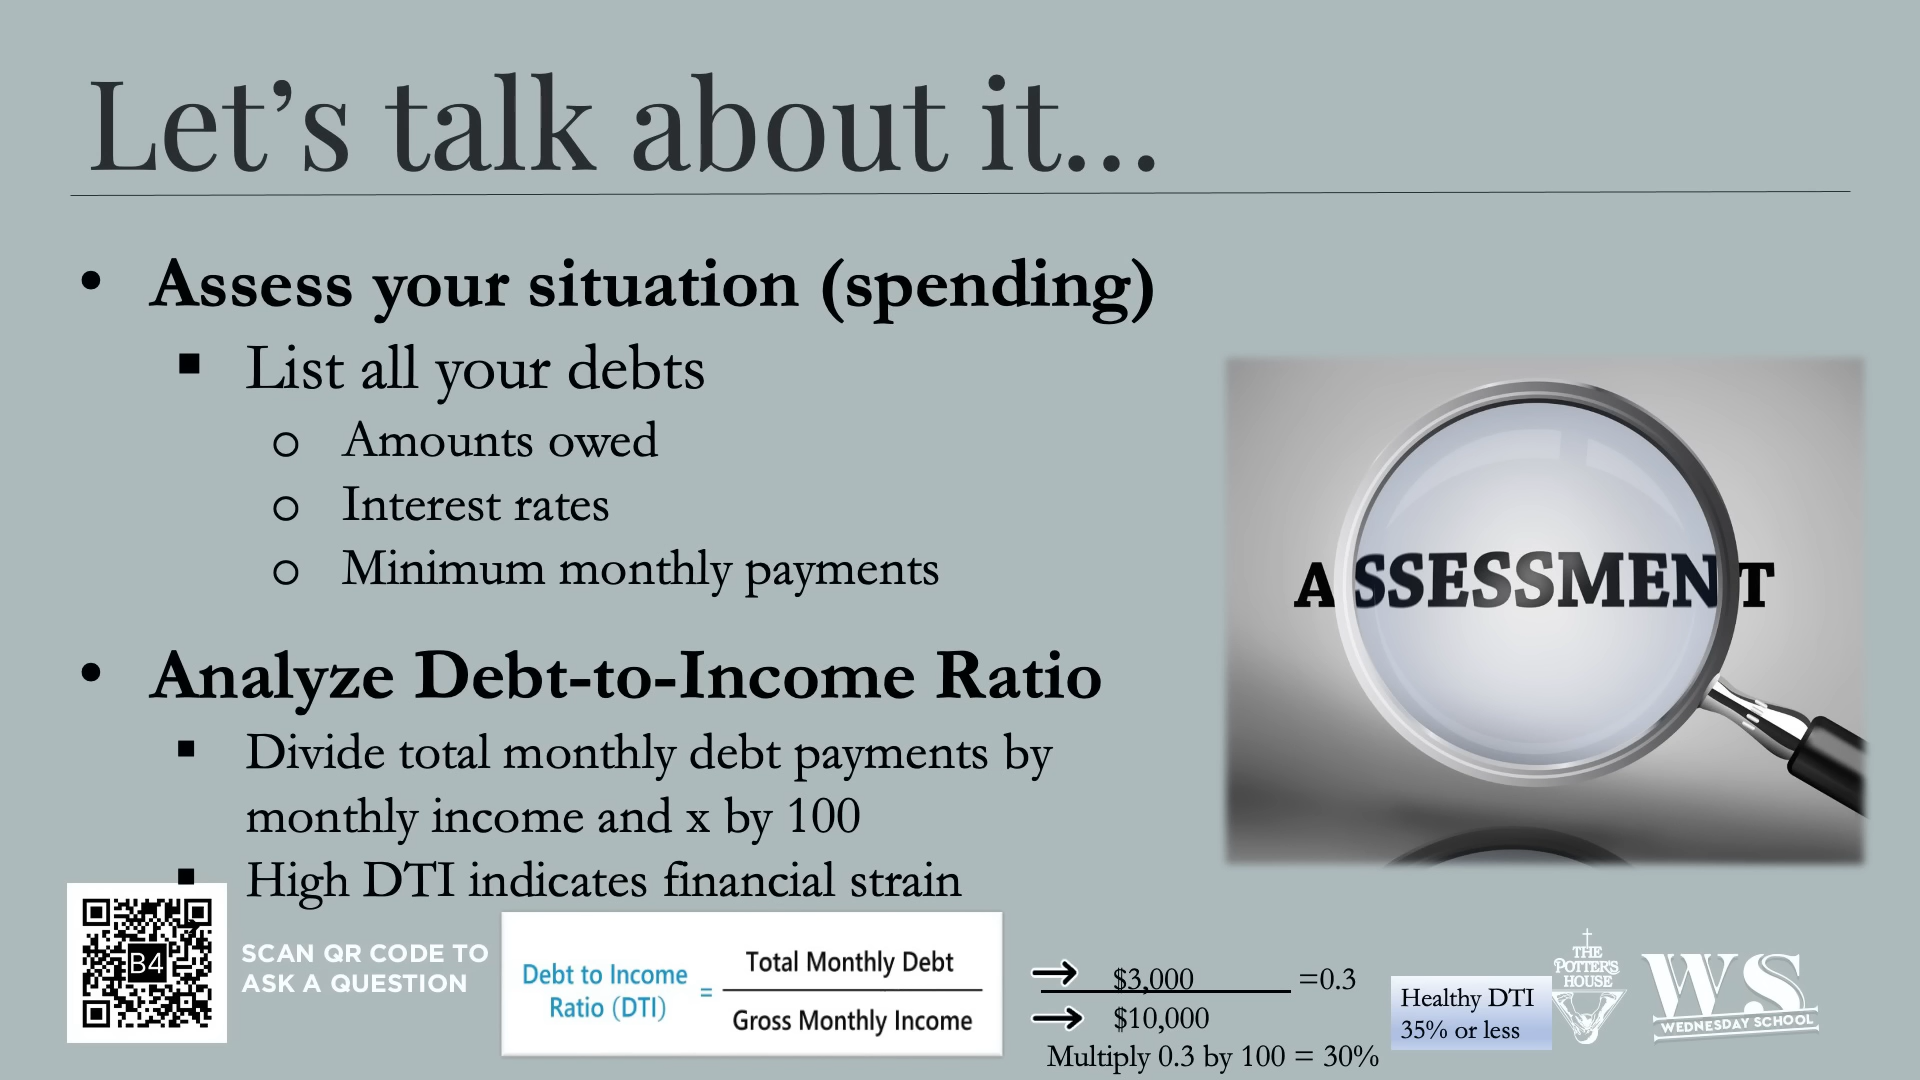 Let’s talk about it…
• Assess your situation (spending)
▪ List all your debts
o Amounts owed
o Interest rates
o Minimum monthly payments
ASSESSMENT
• Analyze Debt-to-Income Ratio
▪ Divide total monthly debt payments by
monthly income and x by 100
▪ High DTI indicates financial strain
B4
SCAN QR CODE TO
ASK A QUESTION
Debt to Income
Ratio (DTI)
=
Total Monthly Debt
Gross Monthly Income
→ $3,000 =0.3
→ $10,000
Multiply 0.3 by 100 = 30%
Healthy DTI
35% or less
THE
POTTER'S
HOUSE
WS
WEDNESDAY SCHOOL